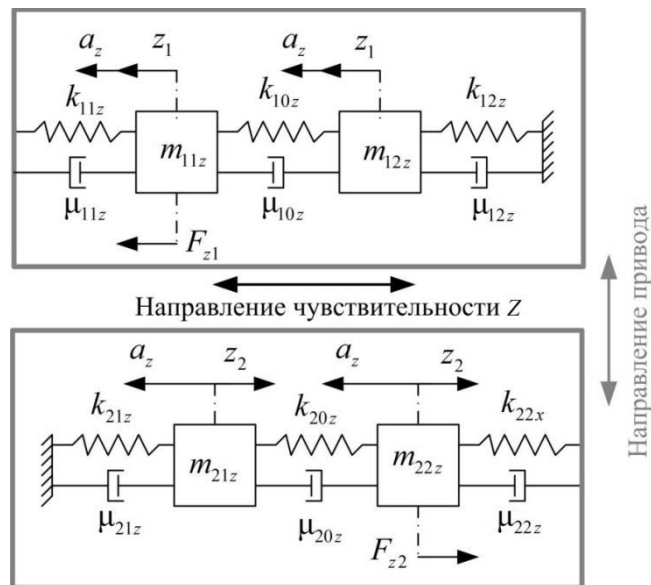 a_z z_1 a_z z_1
k_{11z} k_{10z} k_{12z}
m_{11z} m_{12z}
μ_{11z} μ_{10z} μ_{12z}
F_{z1}
Направление чувствительности Z
a_z z_2 a_z z_2
k_{21z} k_{20z} k_{22x}
m_{21z} m_{22z}
μ_{21z} μ_{20z} μ_{22z}
F_{z2}
Направление привода